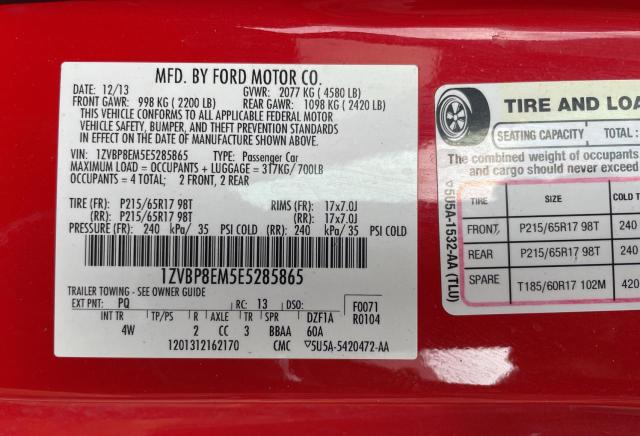 MFD. BY FORD MOTOR CO.
DATE: 12/13 GVWR: 2077 KG (4580 LB)
FRONT GAWR: 998 KG (2200 LB) REAR GAWR: 1098 KG (2420 LB)
THIS VEHICLE CONFORMS TO ALL APPLICABLE FEDERAL MOTOR
VEHICLE SAFETY, BUMPER, AND THEFT PREVENTION STANDARDS
IN EFFECT ON THE DATE OF MANUFACTURE SHOWN ABOVE.
VIN: 1ZVBP8EM5E5285865 TYPE: Passenger Car
MAXIMUM LOAD = OCCUPANTS + LUGGAGE = 317KG/700LB
OCCUPANTS = 4 TOTAL: 2 FRONT, 2 REAR
TIRE (FR): P215/65R17 98T RIMS (FR): 17x7.0J
(RR): P215/65R17 98T (RR): 17x7.0J
PRESSURE (FR): 240 kPa/ 35 PSI COLD (RR): 240 kPa/ 35 PSI COLD
1ZVBP8EM5E5285865
TRAILER TOWING - SEE OWNER GUIDE
EXT PNT: PQ RC: 13 DSO: F0071
INT TR TP/PS R AXLE TR SPR DZF1A R0104
4W 2 CC 3 BBAA 60A
1201312162170 CMC ▽5U5A-5420472-AA
TIRE AND LOA
SEATING CAPACITY TOTAL:
The combined weight of occupants
and cargo should never exceed
TIRE SIZE COLD T
FRONT P215/65R17 98T 240
REAR P215/65R17 98T 240
SPARE T185/60R17 102M 420
▽5U5A-1532-AA (TLU)